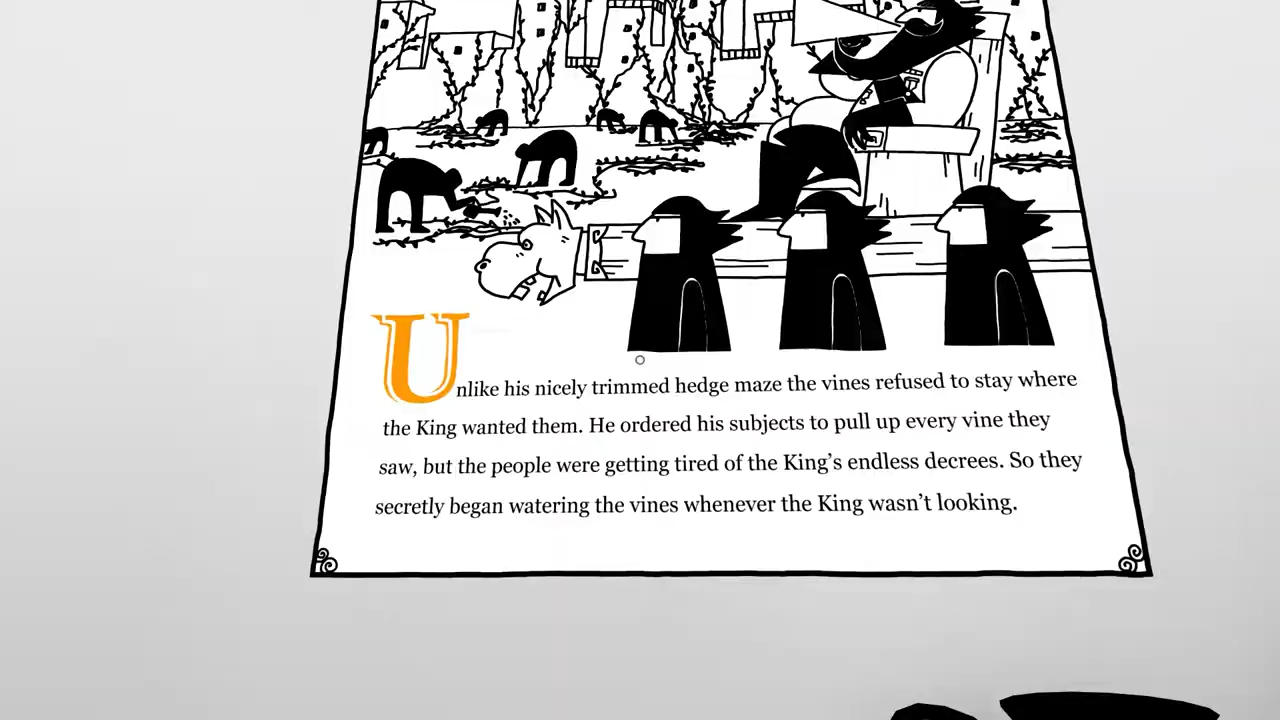 Unlike his nicely trimmed hedge maze the vines refused to stay where
the King wanted them. He ordered his subjects to pull up every vine they
saw, but the people were getting tired of the King’s endless decrees. So they
secretly began watering the vines whenever the King wasn’t looking.